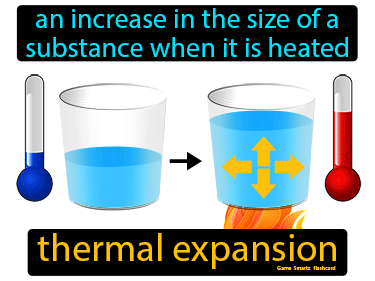 an increase in the size of a
substance when it is heated
thermal expansion
Game Smartz flashcard